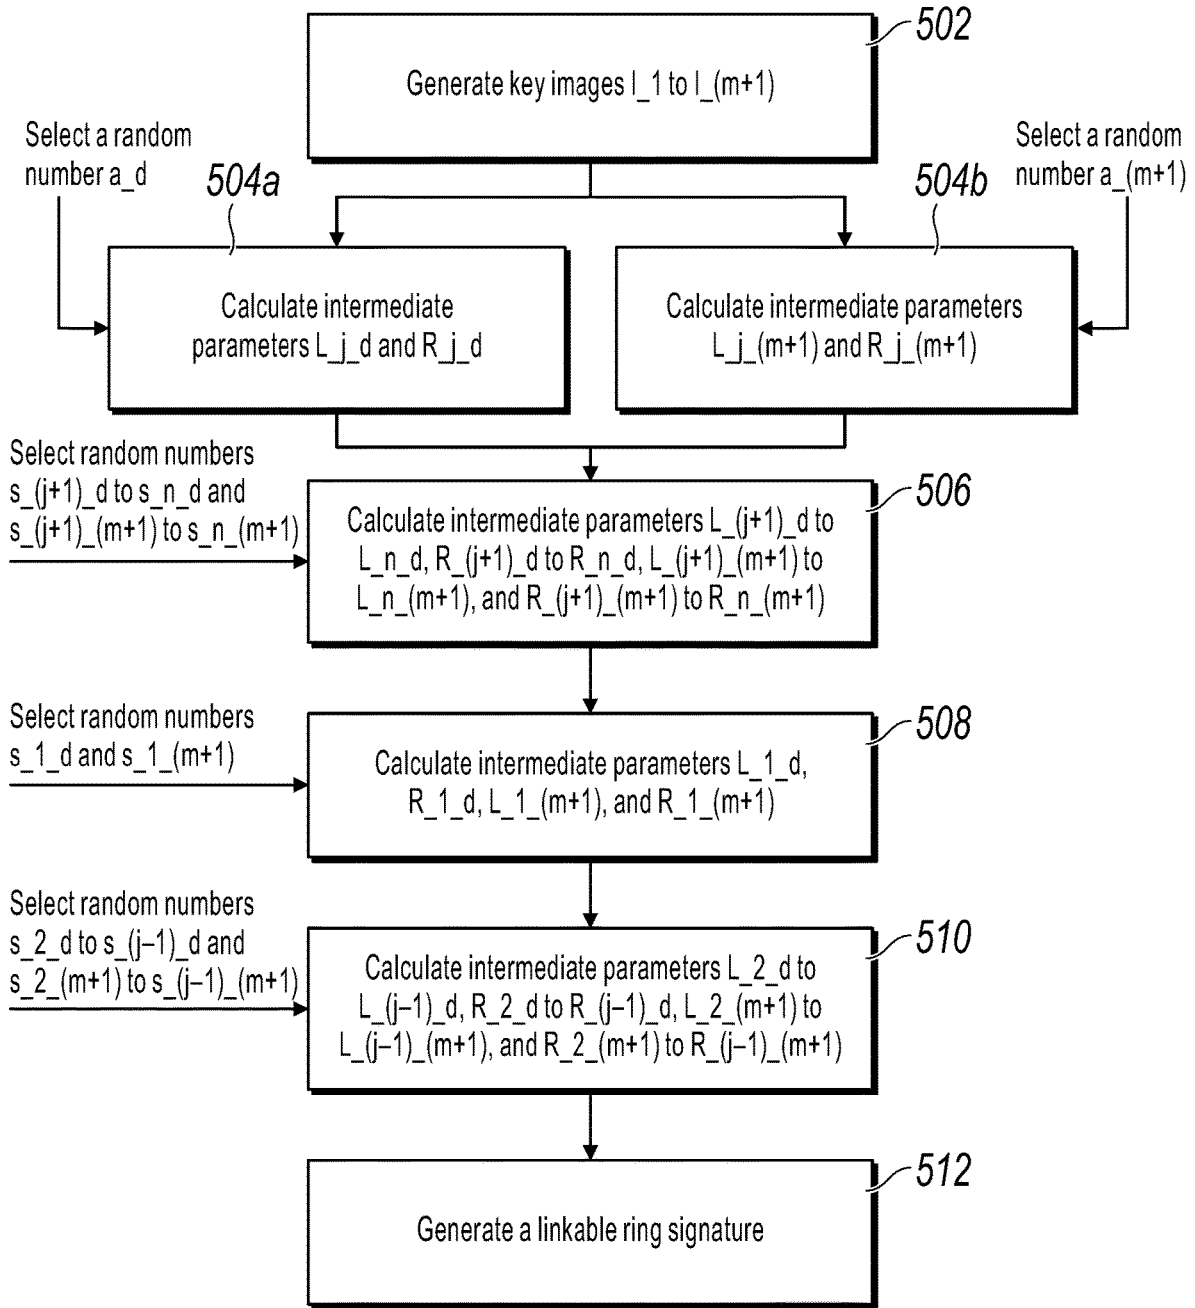 502
Generate key images I_1 to I_(m+1)
Select a random
number a_d
504a
504b
Select a random
number a_(m+1)
Calculate intermediate
parameters L_j_d and R_j_d
Calculate intermediate parameters
L_j_(m+1) and R_j_(m+1)
Select random numbers
s_(j+1)_d to s_n_d and
s_(j+1)_(m+1) to s_n_(m+1)
506
Calculate intermediate parameters L_(j+1)_d to
L_n_d, R_(j+1)_d to R_n_d, L_(j+1)_(m+1) to
L_n_(m+1), and R_(j+1)_(m+1) to R_n_(m+1)
Select random numbers
s_1_d and s_1_(m+1)
508
Calculate intermediate parameters L_1_d,
R_1_d, L_1_(m+1), and R_1_(m+1)
Select random numbers
s_2_d to s_(j–1)_d and
s_2_(m+1) to s_(j–1)_(m+1)
510
Calculate intermediate parameters L_2_d to
L_(j–1)_d, R_2_d to R_(j–1)_d, L_2_(m+1) to
L_(j–1)_(m+1), and R_2_(m+1) to R_(j–1)_(m+1)
512
Generate a linkable ring signature